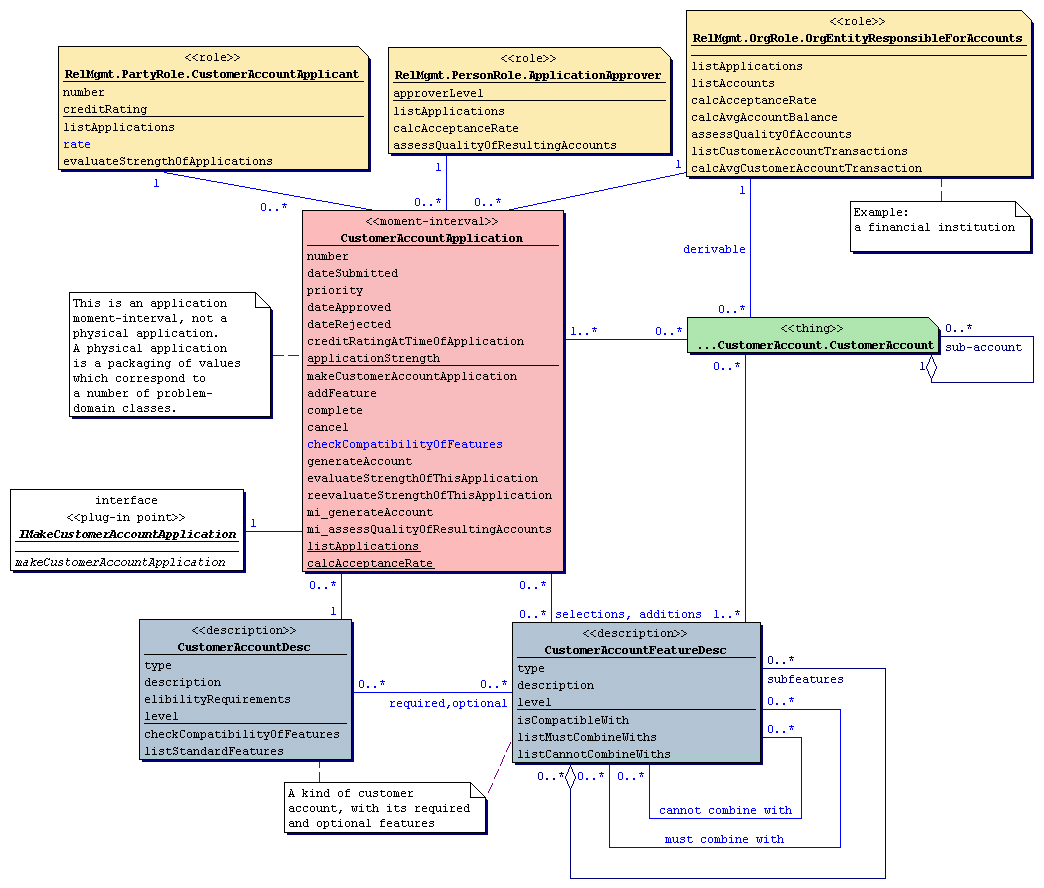 <<role>>
RelMgmt.PartyRole.CustomerAccountApplicant
number
creditRating
listApplications
rate
evaluateStrengthOfApplications
<<role>>
RelMgmt.PersonRole.ApplicationApprover
approverLevel
listApplications
calcAcceptanceRate
assessQualityOfResultingAccounts
<<role>>
RelMgmt.OrgRole.OrgEntityResponsibleForAccounts
listApplications
listAccounts
calcAcceptanceRate
calcAvgAccountBalance
assessQualityOfAccounts
listCustomerAccountTransactions
calcAvgCustomerAccountTransaction
1
0..*
1
0..*
1
0..*
1
derivable
0..*
Example:
a financial institution
<<moment-interval>>
CustomerAccountApplication
number
dateSubmitted
priority
dateApproved
dateRejected
creditRatingAtTimeOfApplication
applicationStrength
makeCustomerAccountApplication
addFeature
complete
cancel
checkCompatibilityOfFeatures
generateAccount
evaluateStrengthOfThisApplication
reevaluateStrengthOfThisApplication
mi_generateAccount
mi_assessQualityOfResultingAccounts
listApplications
calcAcceptanceRate
This is an application
moment-interval, not a
physical application.
A physical application
is a packaging of values
which correspond to
a number of problem-
domain classes.
1..*
0..*
<<thing>>
...CustomerAccount.CustomerAccount
0..*
sub-account
1
0..*
interface
<<plug-in point>>
IMakeCustomerAccountApplication
makeCustomerAccountApplication
1
0..*
1
0..*
0..*
selections, additions
1..*
<<description>>
CustomerAccountDesc
type
description
elibilityRequirements
level
checkCompatibilityOfFeatures
listStandardFeatures
0..*
0..*
required,optional
<<description>>
CustomerAccountFeatureDesc
type
description
level
isCompatibleWith
listMustCombineWiths
listCannotCombineWiths
0..*
subfeatures
0..*
0..*
0..*
0..*
0..*
cannot combine with
must combine with
A kind of customer
account, with its required
and optional features